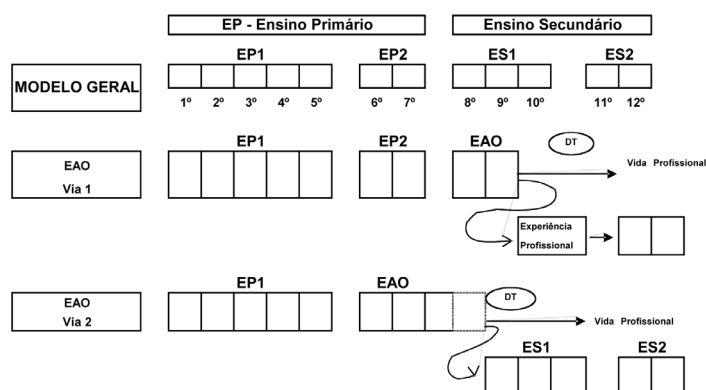 EP - Ensino Primário Ensino Secundário
EP1 EP2 ES1 ES2
MODELO GERAL
1º 2º 3º 4º 5º 6º 7º 8º 9º 10º 11º 12º
EP1 EP2 EAO DT
EAO
Via 1
Vida Profissional
Experiência
Profissional
EP1 EAO
EAO
Via 2
DT
Vida Profissional
ES1 ES2